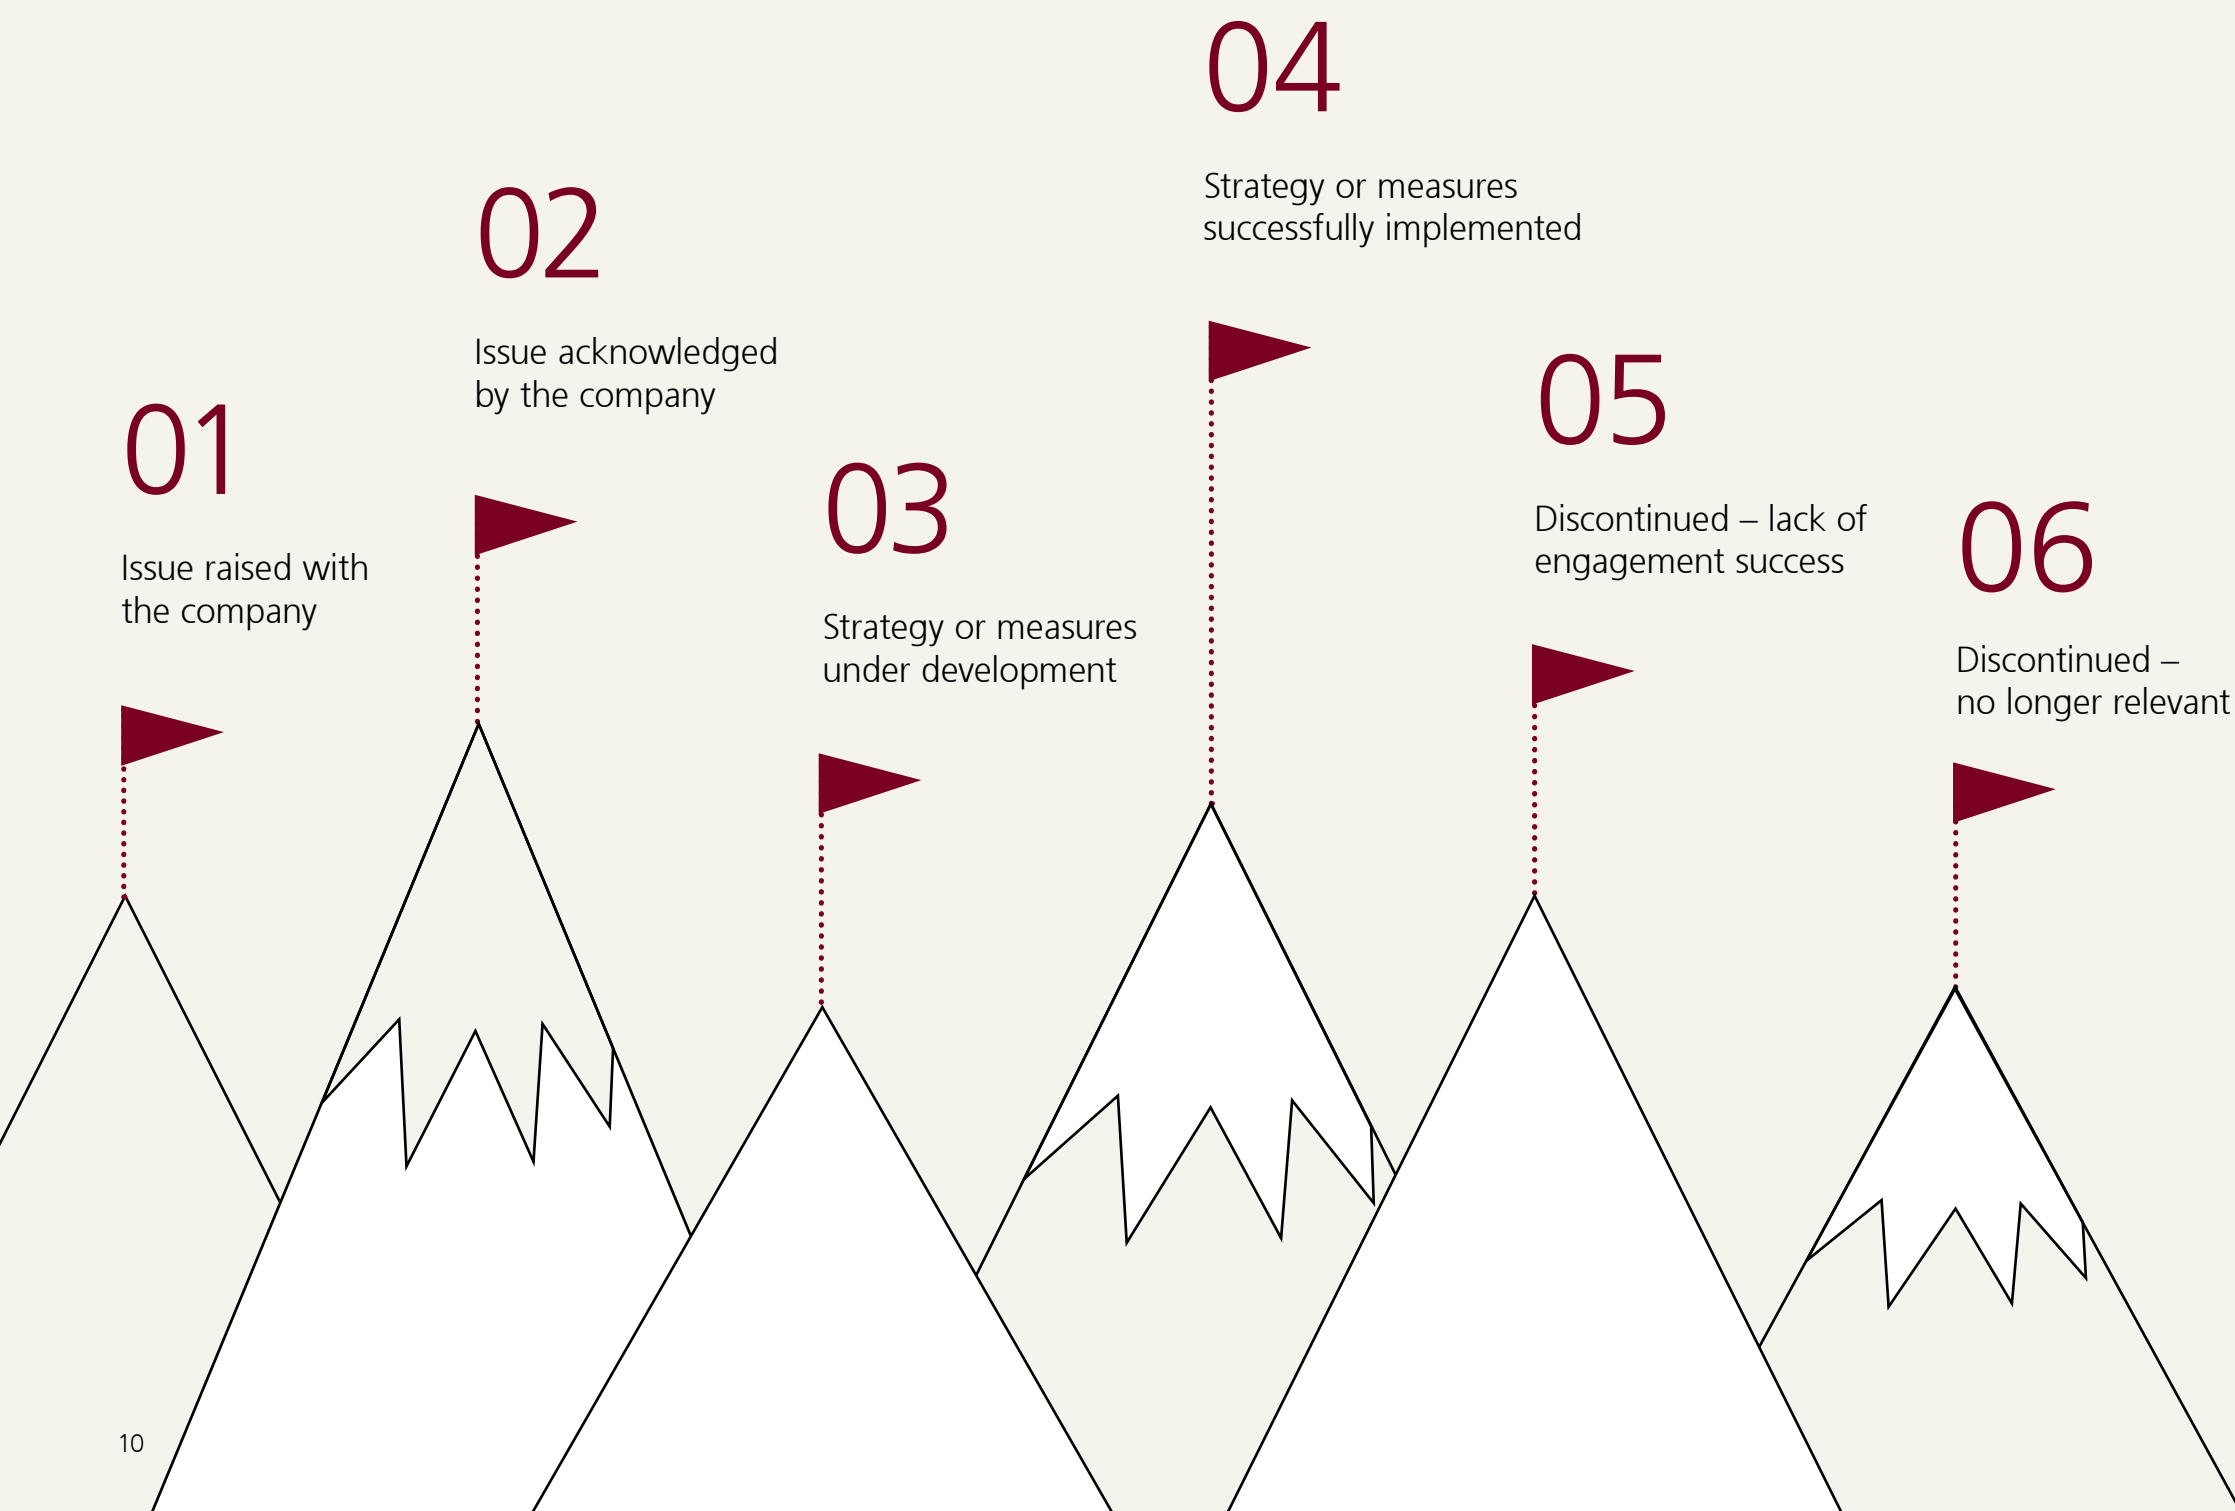 01
Issue raised with
the company
02
Issue acknowledged
by the company
03
Strategy or measures
under development
04
Strategy or measures
successfully implemented
05
Discontinued – lack of
engagement success
06
Discontinued –
no longer relevant
10